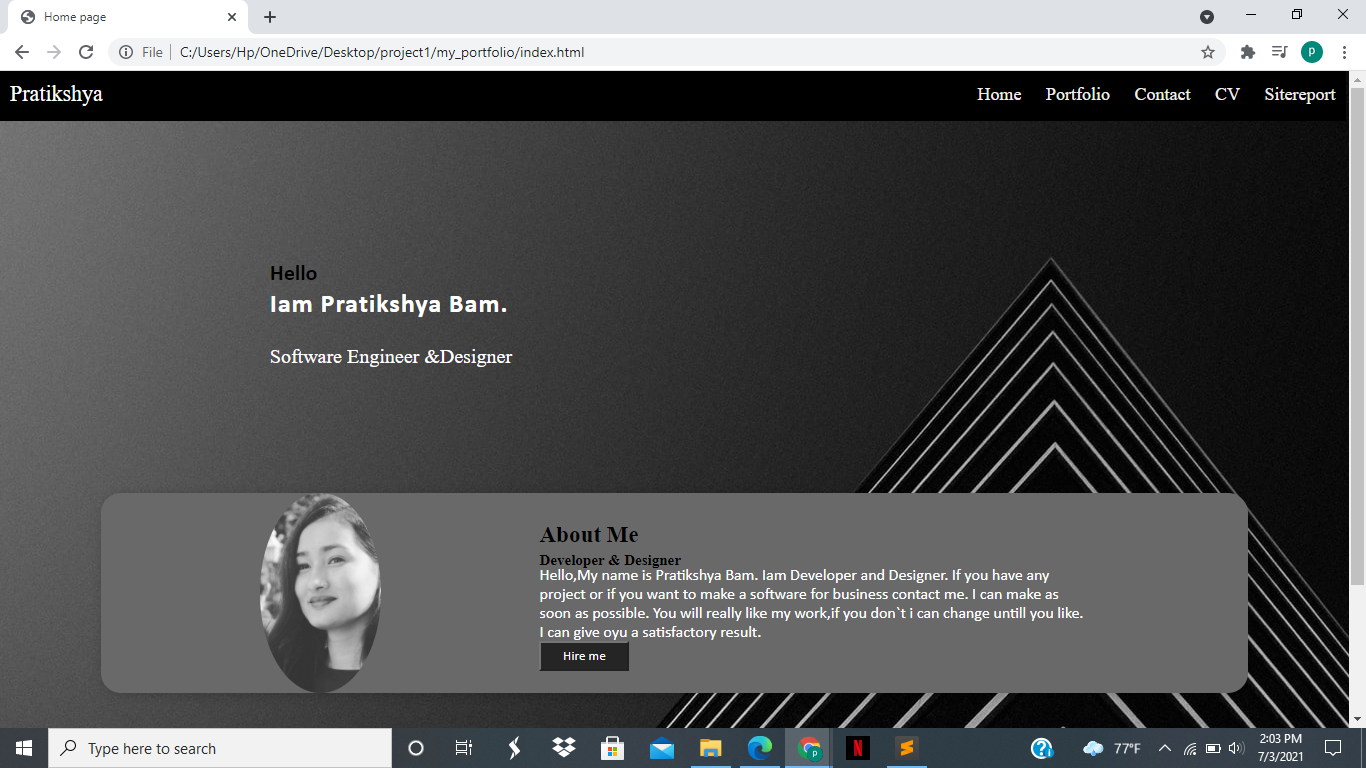 Home page
File C:/Users/Hp/OneDrive/Desktop/project1/my_portfolio/index.html
P
Pratikshya Home Portfolio Contact CV Sitereport
Hello
Iam Pratikshya Bam.
Software Engineer &Designer
About Me
Developer & Designer
Hello,My name is Pratikshya Bam. Iam Developer and Designer. If you have any
project or if you want to make a software for business contact me. I can make as
soon as possible. You will really like my work,if you don`t i can change untill you like.
I can give oyu a satisfactory result.
Hire me
Type here to search
N
77°F
2:03 PM
7/3/2021